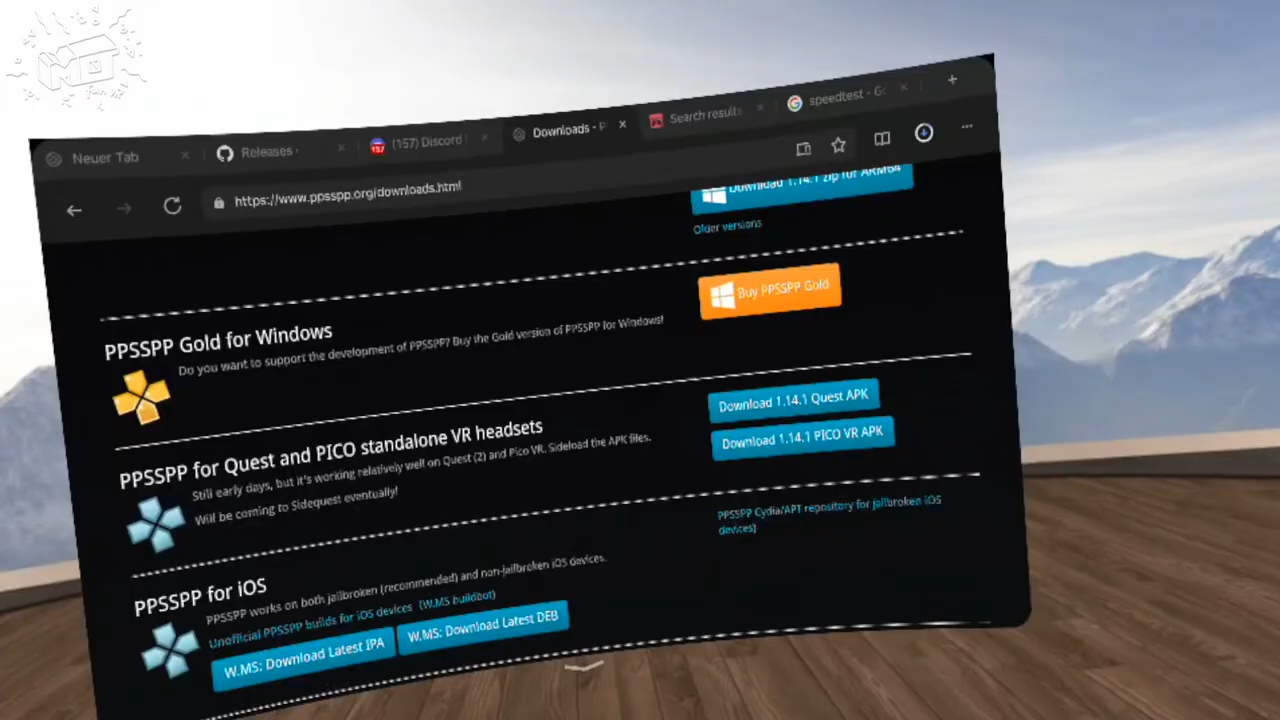 Neuer Tab
Releases ·
(157) Discord
Downloads - P
Search results
speedtest - Go
https://www.ppsspp.org/downloads.html
Download 1.14.1 zip for ARM64
Older versions
PPSSPP Gold for Windows
Do you want to support the development of PPSSPP? Buy the Gold version of PPSSPP for Windows!
Buy PPSSPP Gold
PPSSPP for Quest and PICO standalone VR headsets
Still early days, but it's working relatively well on Quest (2) and Pico VR. Sideload the APK files.
Will be coming to Sidequest eventually!
Download 1.14.1 Quest APK
Download 1.14.1 PICO VR APK
PPSSPP for iOS
PPSSPP works on both jailbroken (recommended) and non-jailbroken iOS devices.
Unofficial PPSSPP builds for iOS devices (W.MS buildbot)
W.MS: Download Latest IPA
W.MS: Download Latest DEB
PPSSPP Cydia/APT repository for jailbroken iOS
devices)